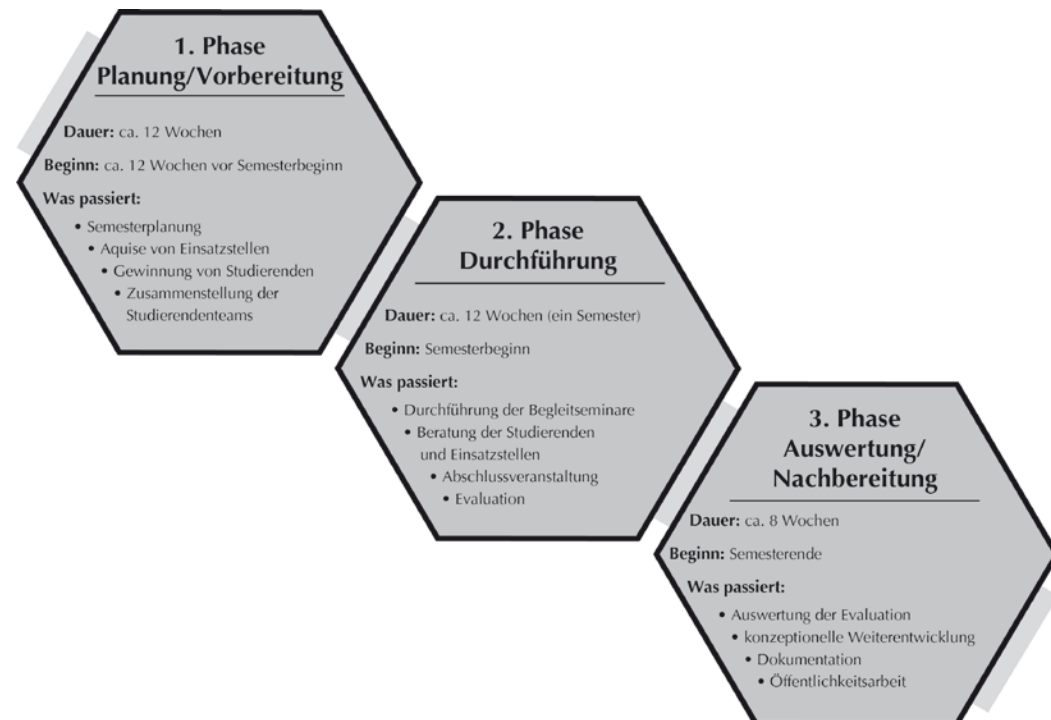 1. Phase
Planung/Vorbereitung
Dauer: ca. 12 Wochen
Beginn: ca. 12 Wochen vor Semesterbeginn
Was passiert:
• Semesterplanung
• Aquise von Einsatzstellen
• Gewinnung von Studierenden
• Zusammenstellung der
Studierendenteams
2. Phase
Durchführung
Dauer: ca. 12 Wochen (ein Semester)
Beginn: Semesterbeginn
Was passiert:
• Durchführung der Begleitseminare
• Beratung der Studierenden
und Einsatzstellen
• Abschlussveranstaltung
• Evaluation
3. Phase
Auswertung/
Nachbereitung
Dauer: ca. 8 Wochen
Beginn: Semesterende
Was passiert:
• Auswertung der Evaluation
• konzeptionelle Weiterentwicklung
• Dokumentation
• Öffentlichkeitsarbeit